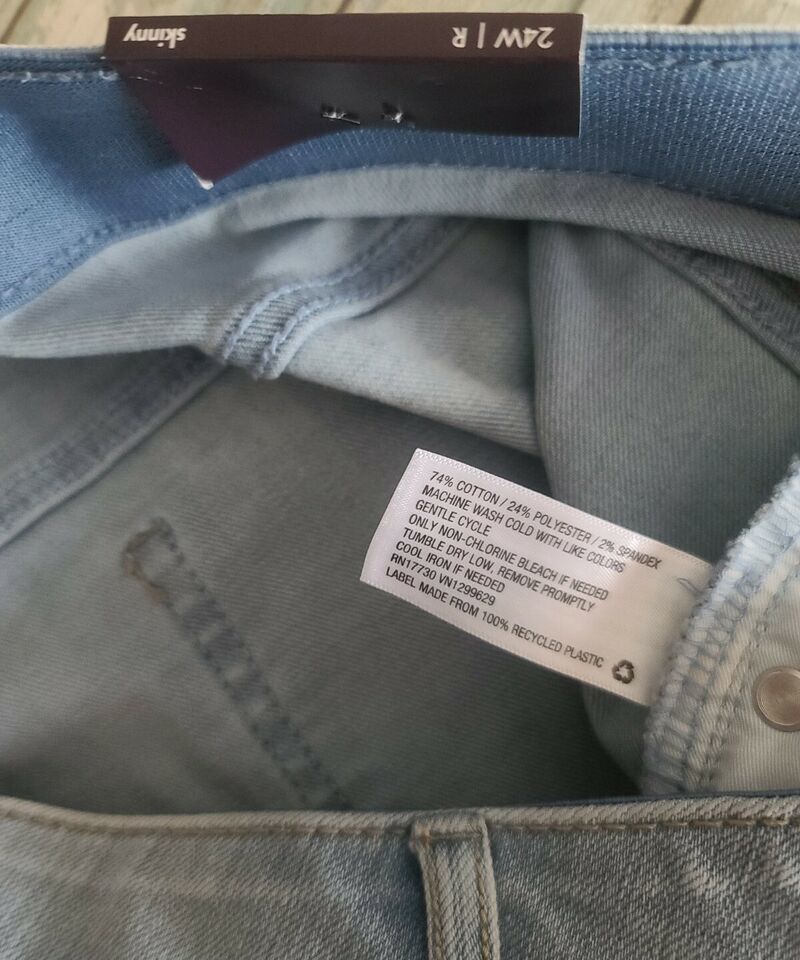 24W | R
skinny
74% COTTON / 24% POLYESTER / 2% SPANDEX
MACHINE WASH COLD WITH LIKE COLORS
GENTLE CYCLE
ONLY NON-CHLORINE BLEACH IF NEEDED
TUMBLE DRY LOW, REMOVE PROMPTLY
COOL IRON IF NEEDED
RN17730 VN1299629
LABEL MADE FROM 100% RECYCLED PLASTIC